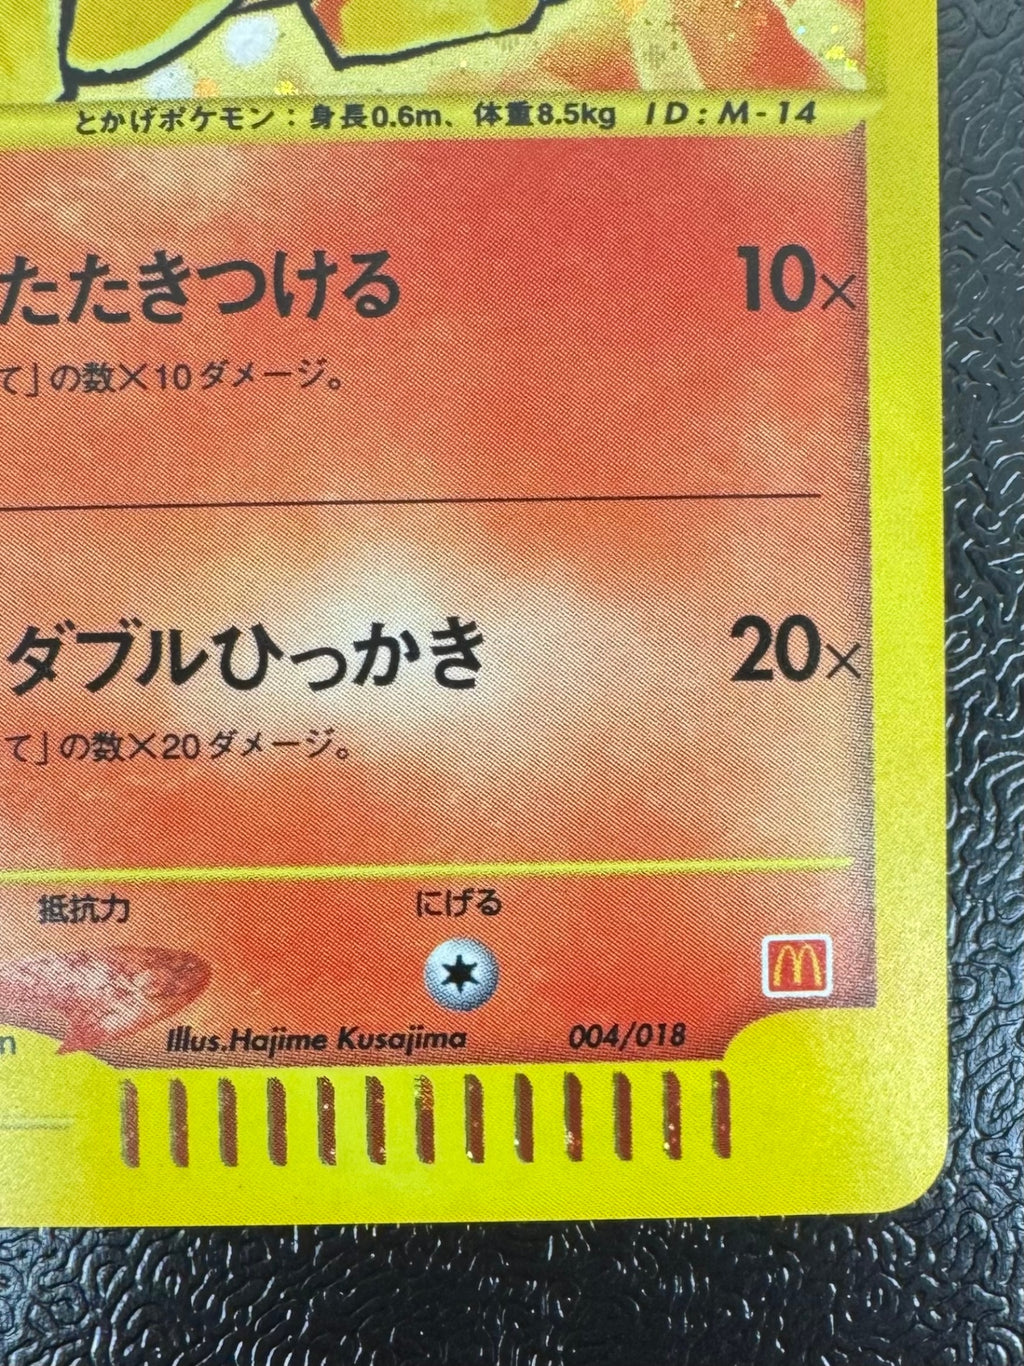 とかげポケモン：身長0.6m、体重8.5kg ID:M-14
たたきつける 10×
て」の数×10ダメージ。
ダブルひっかき 20×
て」の数×20ダメージ。
抵抗力 にげる
n Illus.Hajime Kusajima 004/018